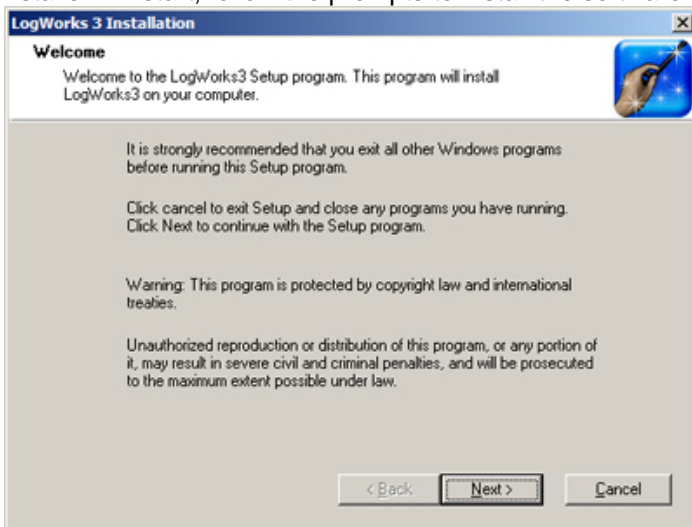 LogWorks 3 Installation
Welcome
Welcome to the LogWorks3 Setup program. This program will install
LogWorks3 on your computer.
It is strongly recommended that you exit all other Windows programs
before running this Setup program.
Click cancel to exit Setup and close any programs you have running.
Click Next to continue with the Setup program.
Warning: This program is protected by copyright law and international
treaties.
Unauthorized reproduction or distribution of this program, or any portion of
it, may result in severe civil and criminal penalties, and will be prosecuted
to the maximum extent possible under law.
< Back Next > Cancel